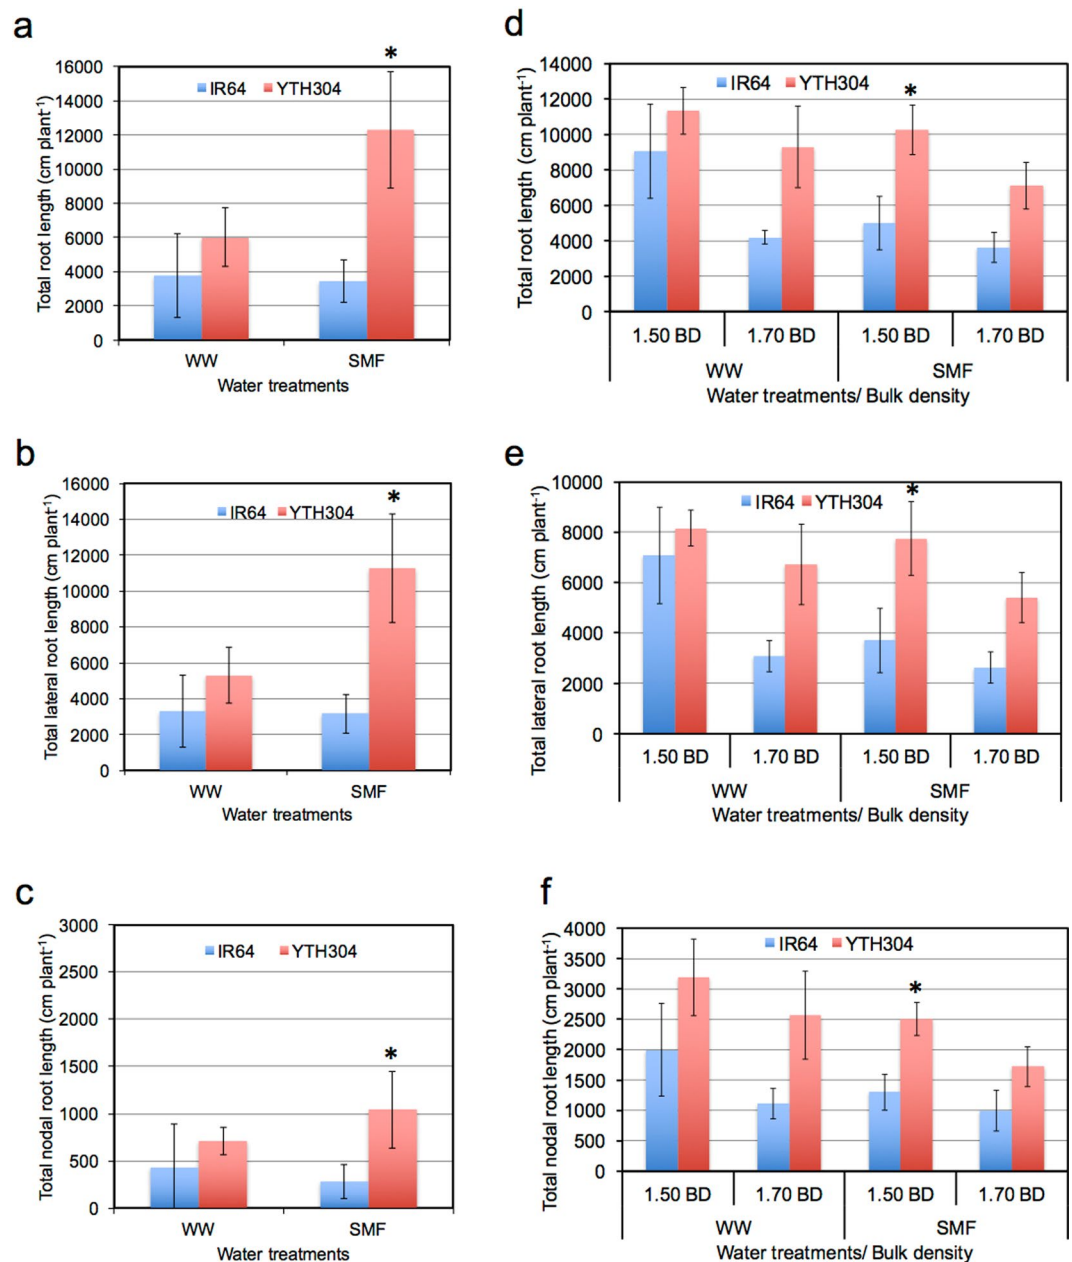 a
*
16000
14000
12000
10000
8000
6000
4000
2000
0
Total root length (cm plant-1)
IR64 YTH304
WW SMF
Water treatments
d
*
14000
12000
10000
8000
6000
4000
2000
0
Total root length (cm plant-1)
IR64 YTH304
1.50 BD 1.70 BD 1.50 BD 1.70 BD
WW SMF
Water treatments/ Bulk density
b
*
16000
14000
12000
10000
8000
6000
4000
2000
0
Total lateral root length (cm plant-1)
IR64 YTH304
WW SMF
Water treatments
e
*
10000
8000
6000
4000
2000
0
Total lateral root length (cm plant-1)
IR64 YTH304
1.50 BD 1.70 BD 1.50 BD 1.70 BD
WW SMF
Water treatments/ Bulk density
c
*
3000
2500
2000
1500
1000
500
0
Total nodal root length (cm plant-1)
IR64 YTH304
WW SMF
Water treatments
f
*
4000
3500
3000
2500
2000
1500
1000
500
0
Total nodal root length (cm plant-1)
IR64 YTH304
1.50 BD 1.70 BD 1.50 BD 1.70 BD
WW SMF
Water treatments/ Bulk density